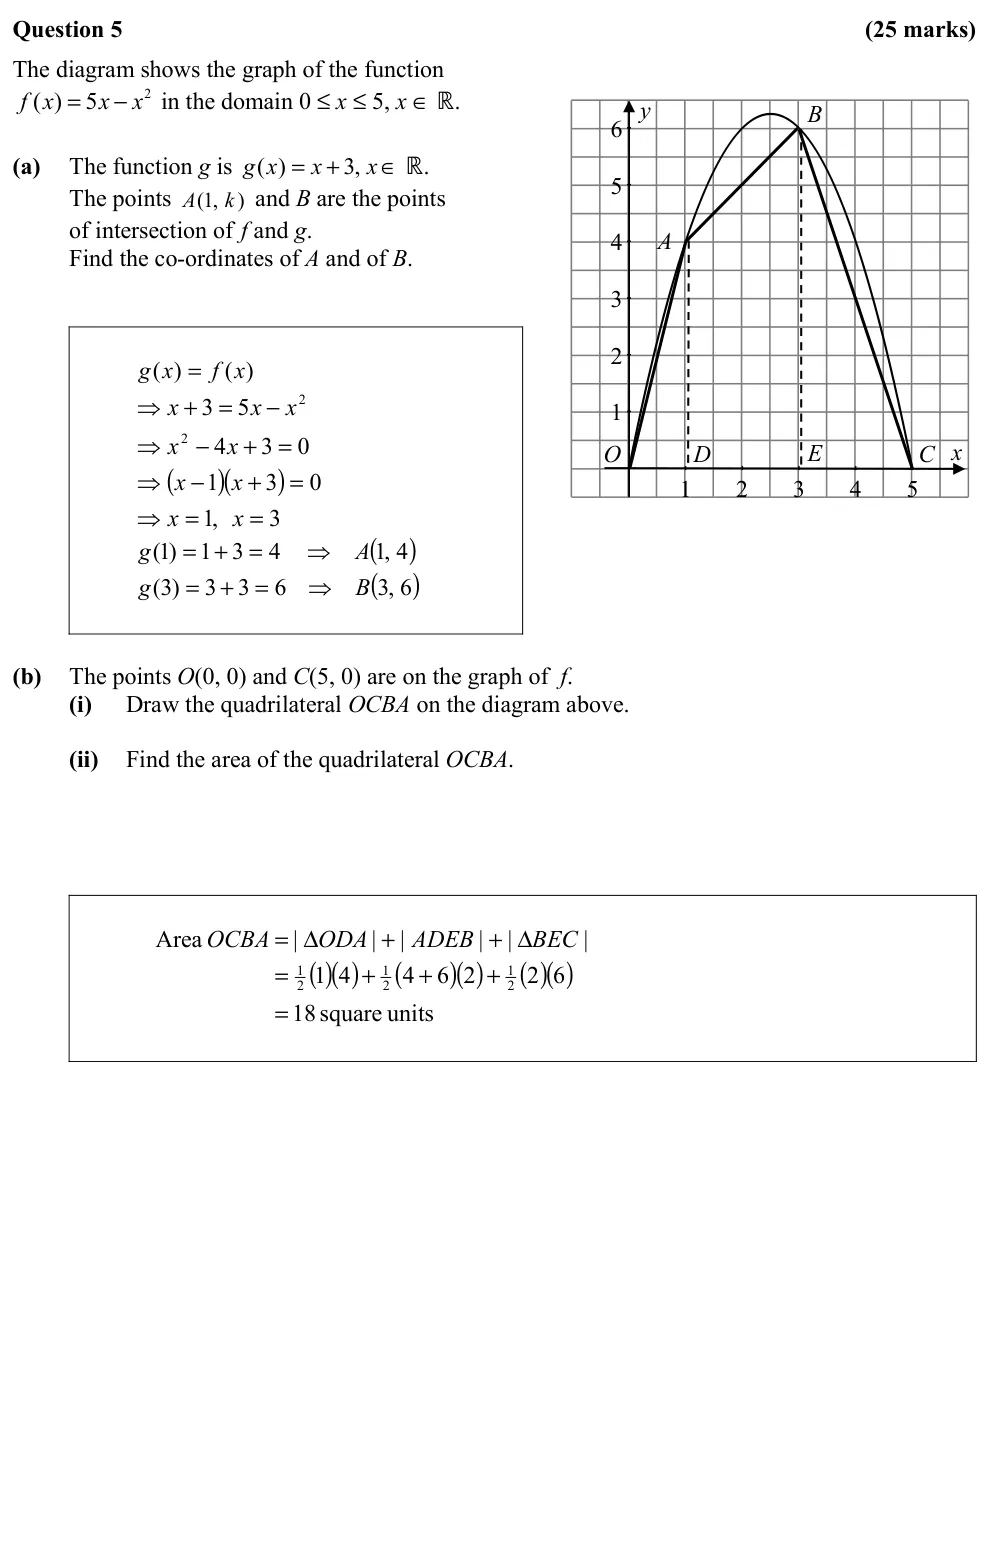 Question 5 (25 marks)
The diagram shows the graph of the function
f(x) = 5x − x² in the domain 0 ≤ x ≤ 5, x ∈ ℝ.
(a) The function g is g(x) = x + 3, x ∈ ℝ.
The points A(1, k) and B are the points
of intersection of f and g.
Find the co-ordinates of A and of B.
y
B
6
5
4
A
3
2
1
O
D
E
C
x
1 2 3 4 5
g(x) = f(x)
⇒ x + 3 = 5x − x²
⇒ x² − 4x + 3 = 0
⇒ (x − 1)(x + 3) = 0
⇒ x = 1, x = 3
g(1) = 1 + 3 = 4 ⇒ A(1, 4)
g(3) = 3 + 3 = 6 ⇒ B(3, 6)
(b) The points O(0, 0) and C(5, 0) are on the graph of f.
(i) Draw the quadrilateral OCBA on the diagram above.
(ii) Find the area of the quadrilateral OCBA.
Area OCBA = | ΔODA | + | ADEB | + | ΔBEC |
= ½(1)(4) + ½(4 + 6)(2) + ½(2)(6)
= 18 square units